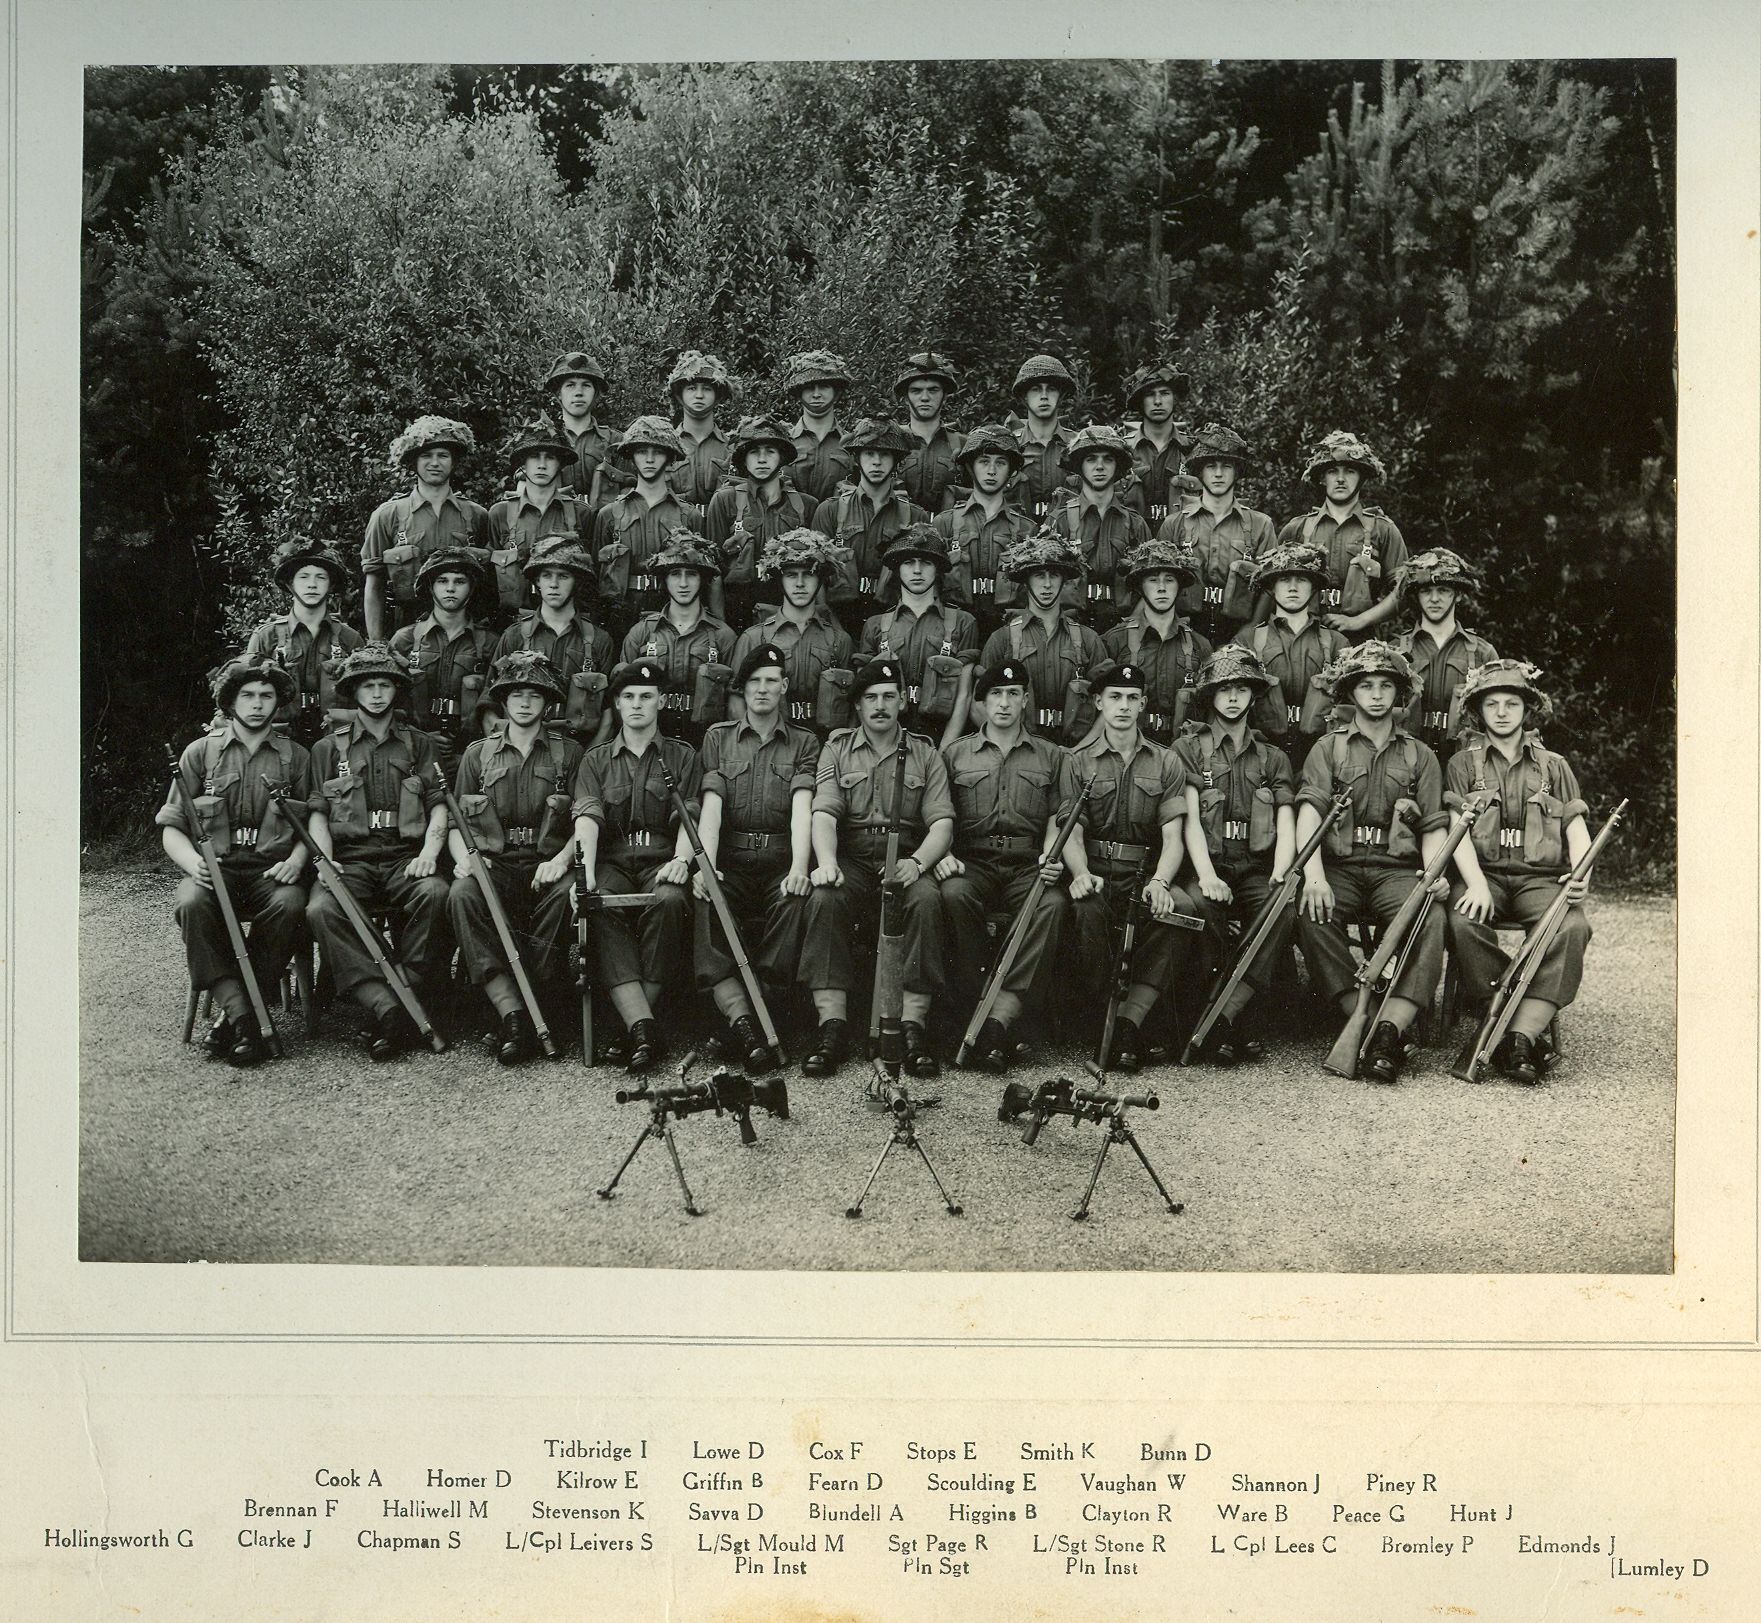 Tidbridge I Lowe D Cox F Stops E Smith K Bunn D
Cook A Homer D Kilrow E Griffin B Fearn D Scoulding E Vaughan W Shannon J Piney R
Brennan F Halliwell M Stevenson K Savva D Blundell A Higgins B Clayton R Ware B Peace G Hunt J
Hollingsworth G Clarke J Chapman S L/Cpl Leivers S L/Sgt Mould M Sgt Page R L/Sgt Stone R L Cpl Lees C Bromley P Edmonds J
Pln Inst Pln Sgt Pln Inst [Lumley D